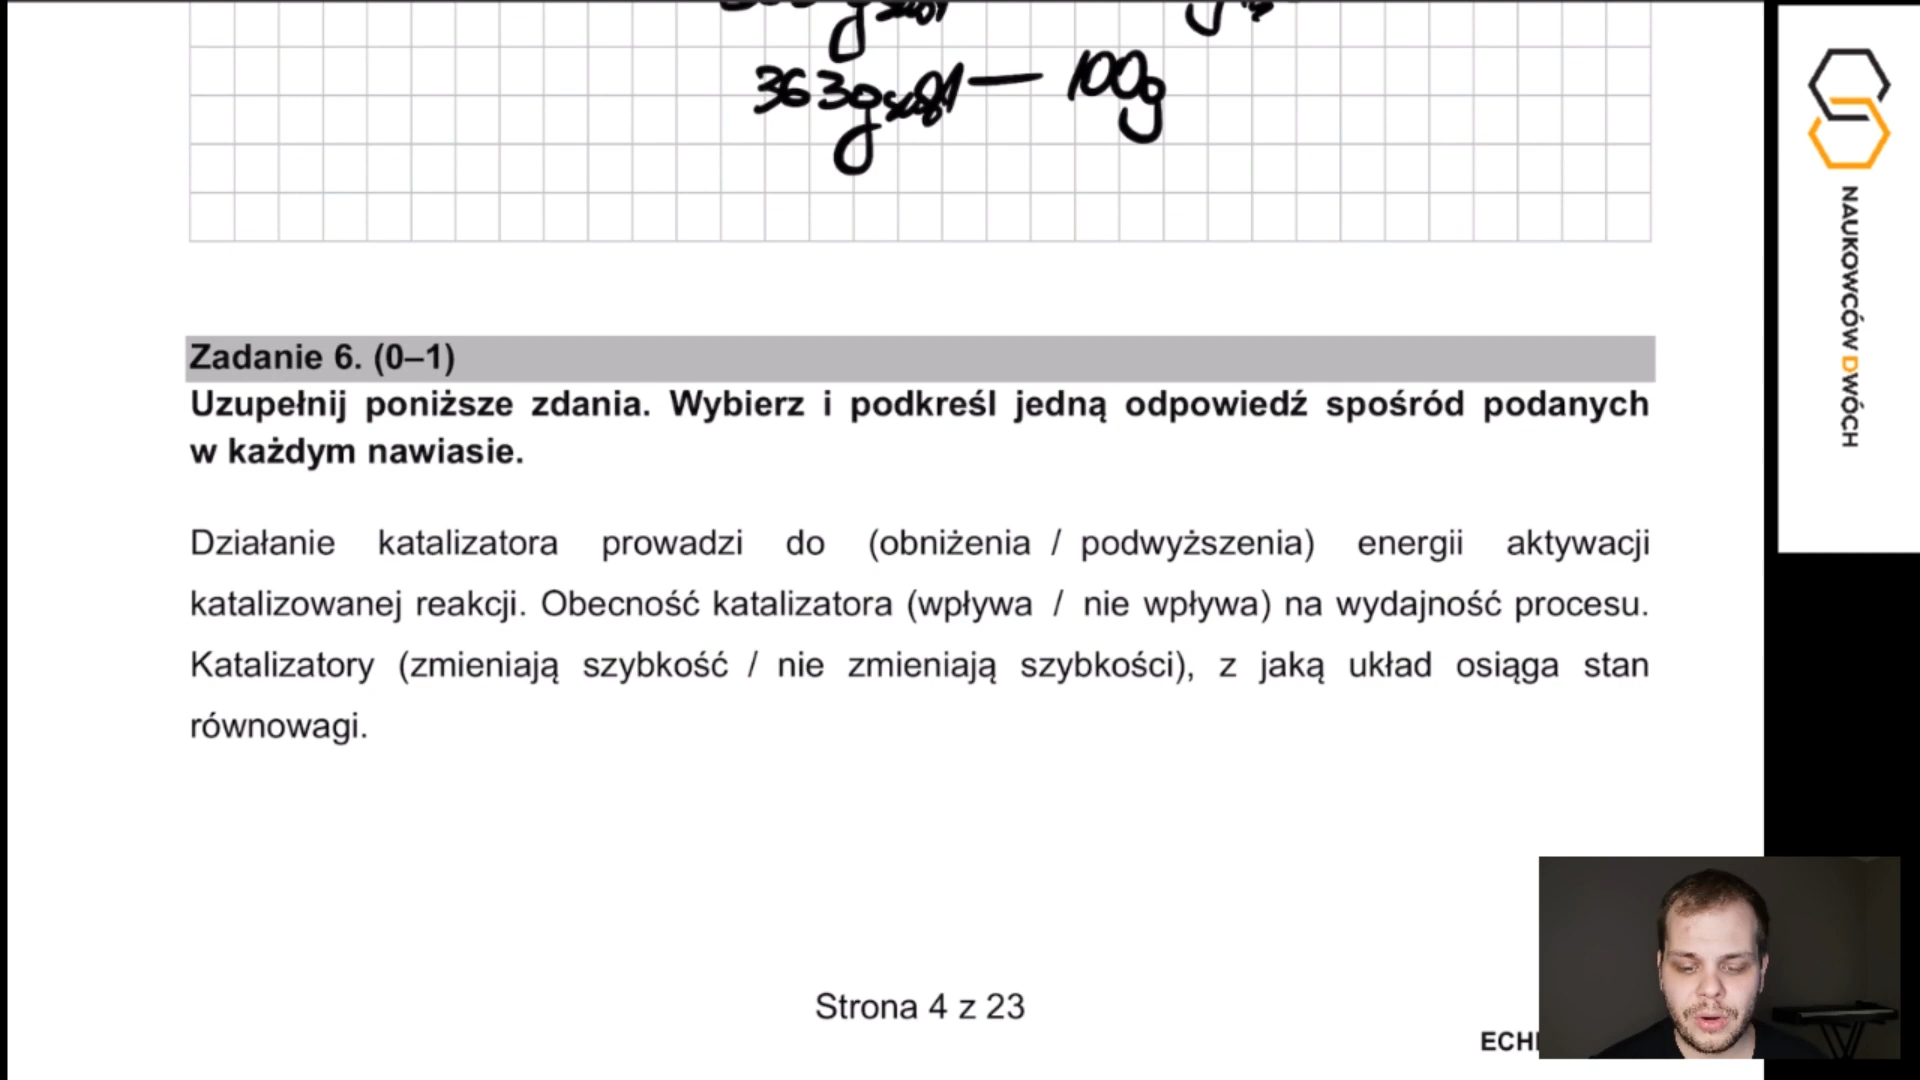 363g
— 100g
Zadanie 6. (0–1)
Uzupełnij poniższe zdania. Wybierz i podkreśl jedną odpowiedź spośród podanych
w każdym nawiasie.
Działanie katalizatora prowadzi do (obniżenia / podwyższenia) energii aktywacji
katalizowanej reakcji. Obecność katalizatora (wpływa / nie wpływa) na wydajność procesu.
Katalizatory (zmieniają szybkość / nie zmieniają szybkości), z jaką układ osiąga stan
równowagi.
Strona 4 z 23
NAUKOWCÓW DWÓCH